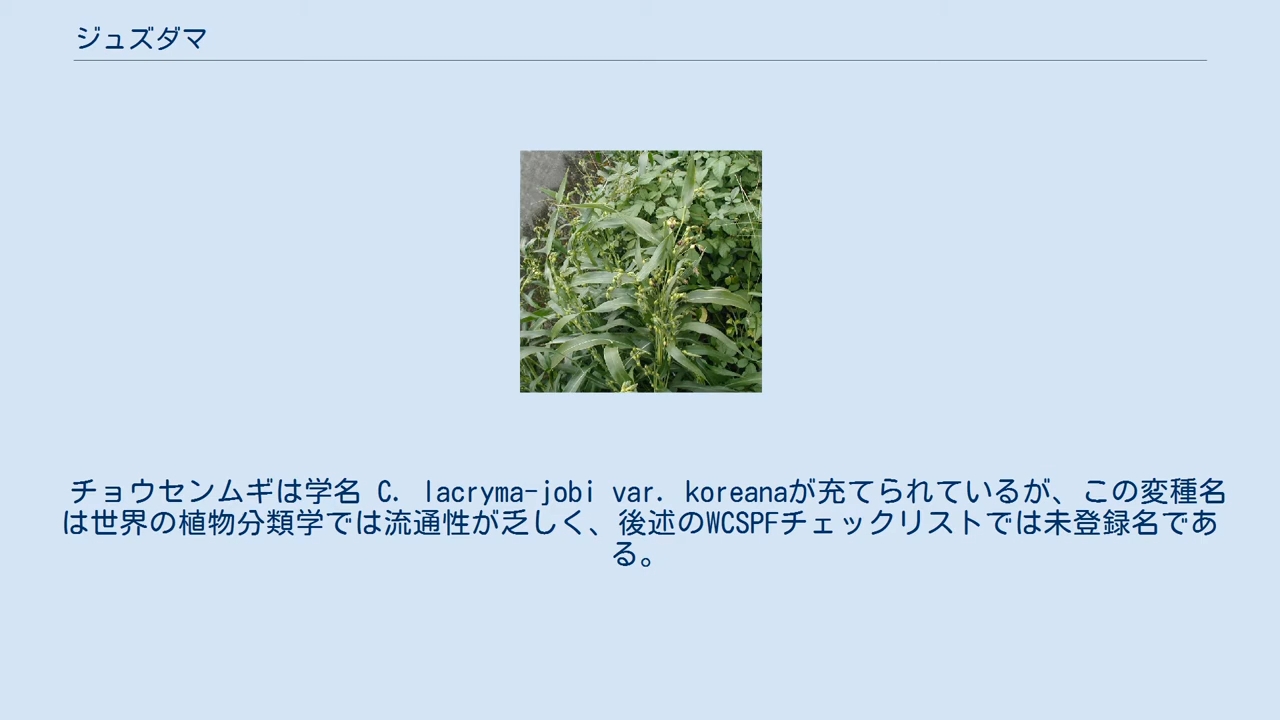 ジュズダマ
チョウセンムギは学名 C. lacryma-jobi var. koreanaが充てられているが、この変種名
は世界の植物分類学では流通性が乏しく、後述のWCSPFチェックリストでは未登録名であ
る。